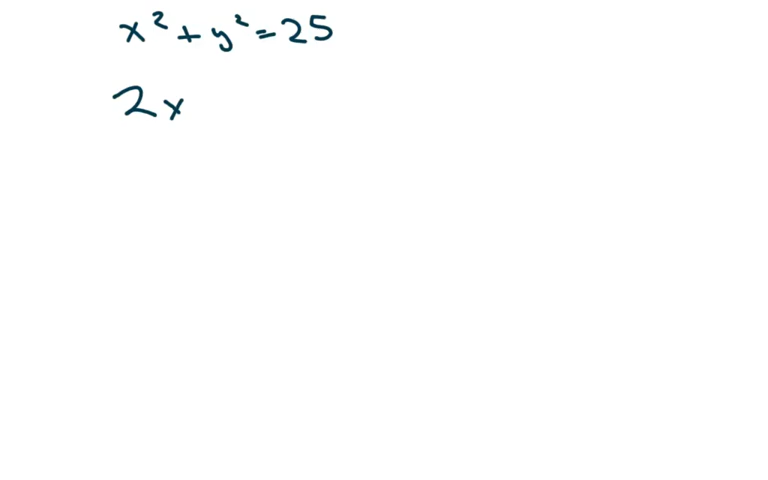 x² + y² = 25
2x